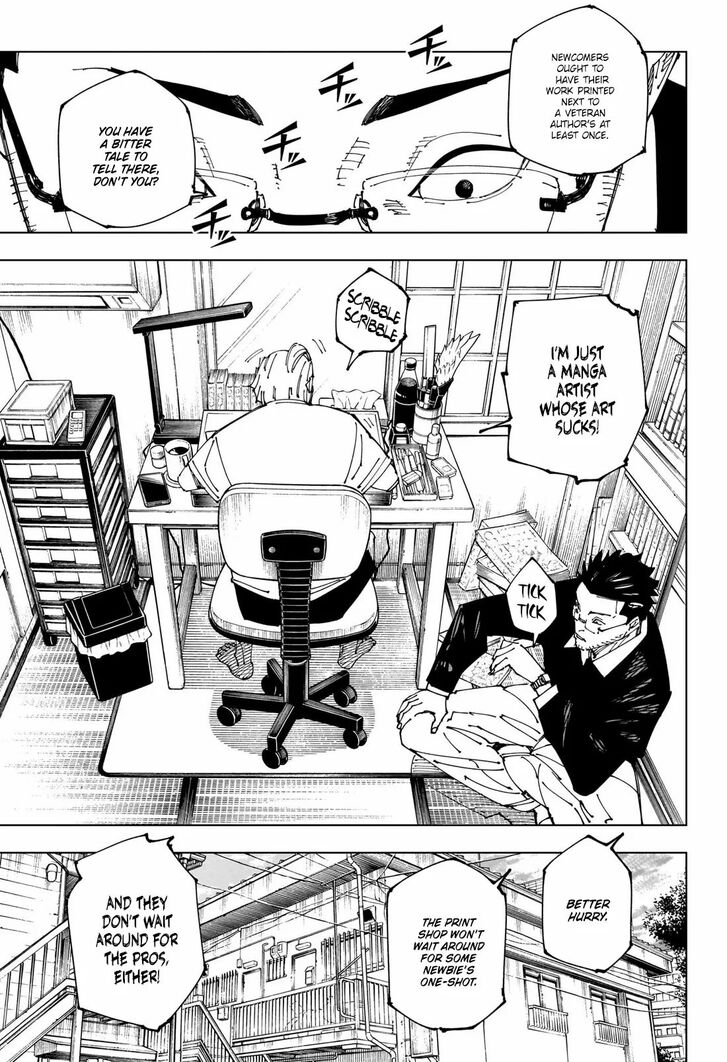 NEWCOMERS
OUGHT TO
HAVE THEIR
WORK PRINTED
NEXT TO
A VETERAN
AUTHOR'S AT
LEAST ONCE.
チッ
チッ
チッ
チッ
YOU HAVE
A BITTER
TALE TO
TELL THERE,
DON'T YOU?
I'M JUST
A MANGA
ARTIST
WHOSE ART
SUCKS!
SCRIBBLE
SCRIBBLE
TICK
TICK
BETTER
HURRY.
THE PRINT
SHOP WON'T
WAIT AROUND
FOR SOME
NEWBIE'S
ONE-SHOT.
AND THEY
DON'T WAIT
AROUND FOR
THE PROS,
EITHER!